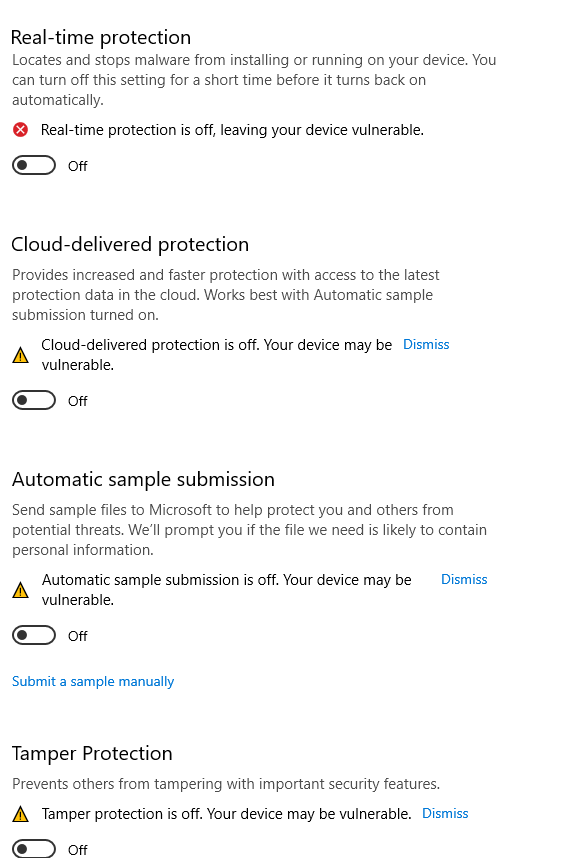 Real-time protection
Locates and stops malware from installing or running on your device. You
can turn off this setting for a short time before it turns back on
automatically.
Real-time protection is off, leaving your device vulnerable.
Off
Cloud-delivered protection
Provides increased and faster protection with access to the latest
protection data in the cloud. Works best with Automatic sample
submission turned on.
Cloud-delivered protection is off. Your device may be Dismiss
vulnerable.
Off
Automatic sample submission
Send sample files to Microsoft to help protect you and others from
potential threats. We’ll prompt you if the file we need is likely to contain
personal information.
Automatic sample submission is off. Your device may be Dismiss
vulnerable.
Off
Submit a sample manually
Tamper Protection
Prevents others from tampering with important security features.
Tamper protection is off. Your device may be vulnerable. Dismiss
Off